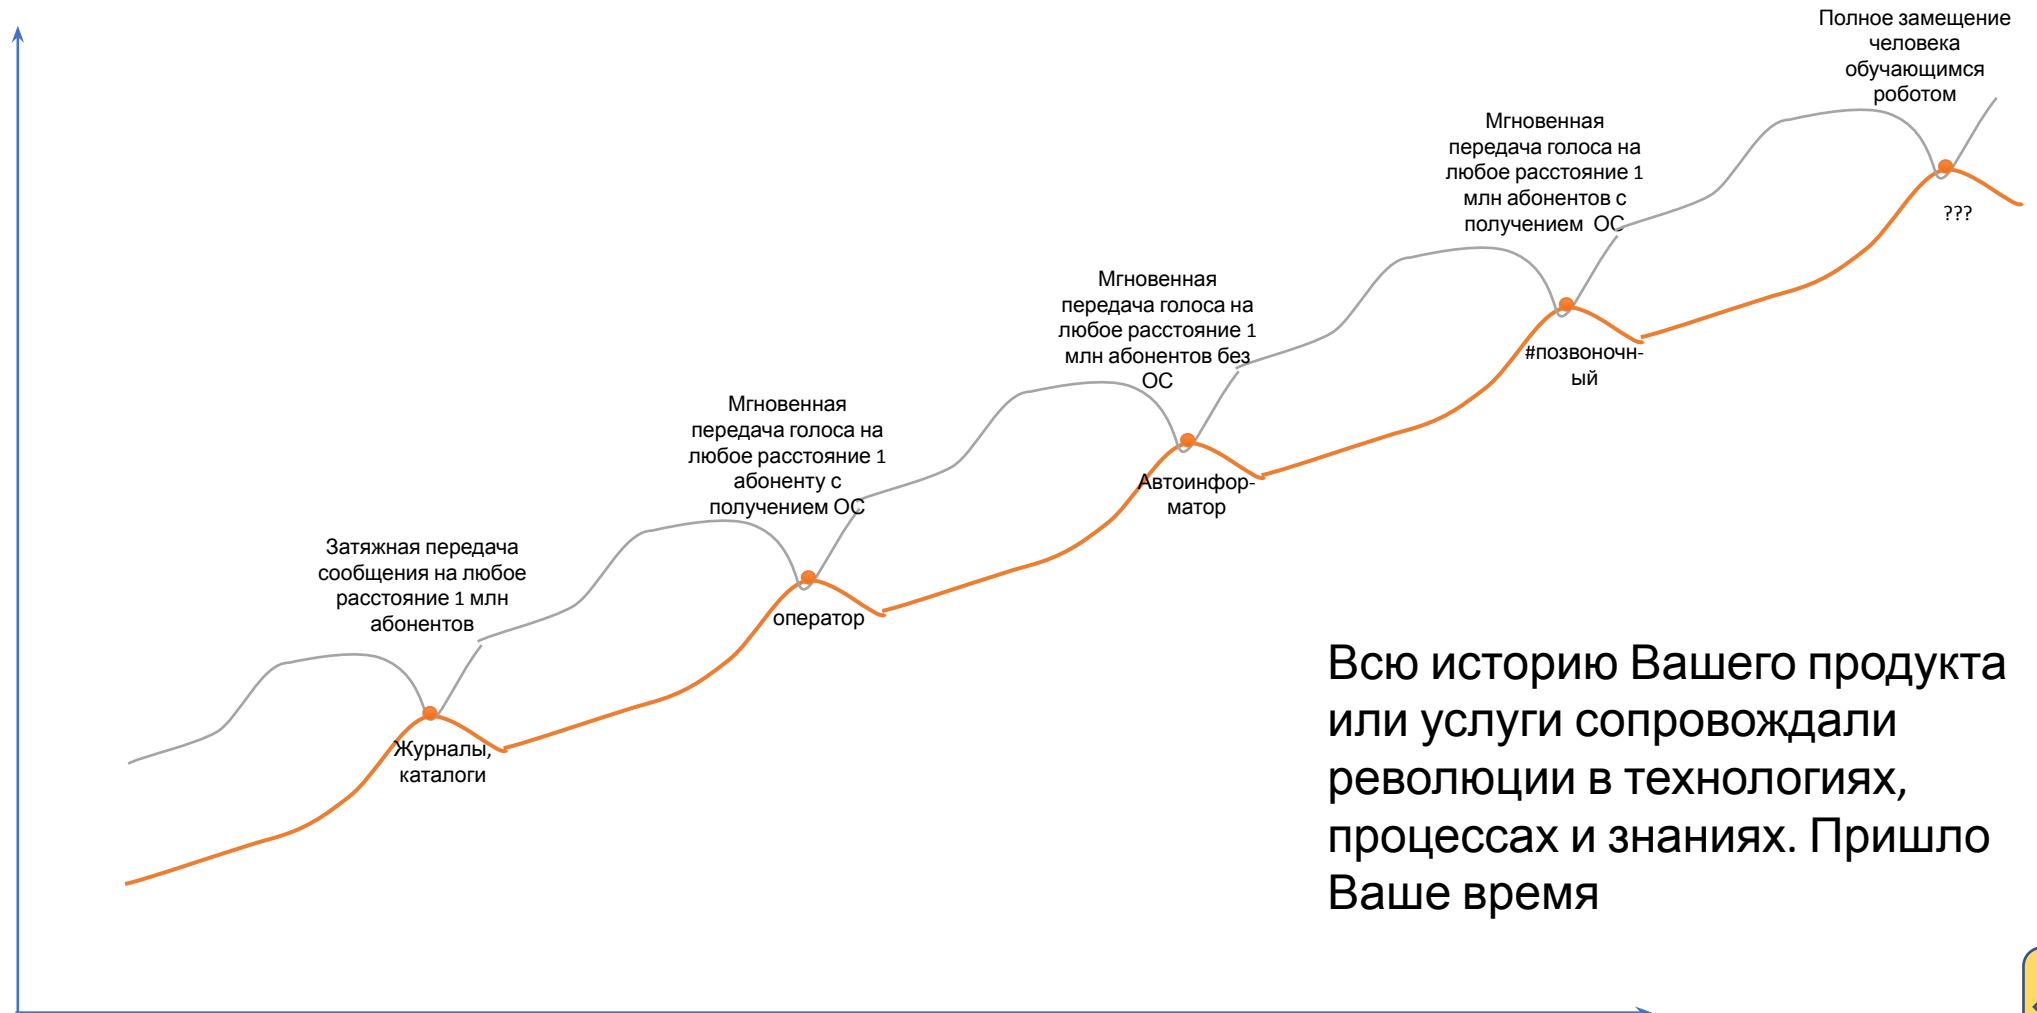 Полное замещение
человека
обучающимся
роботом
???
Мгновенная
передача голоса на
любое расстояние 1
млн абонентов с
получением ОС
#позвоночн-
ый
Мгновенная
передача голоса на
любое расстояние 1
млн абонентов без
ОС
Автоинфор-
матор
Мгновенная
передача голоса на
любое расстояние 1
абоненту с
получением ОС
оператор
Затяжная передача
сообщения на любое
расстояние 1 млн
абонентов
Журналы,
каталоги
Всю историю Вашего продукта
или услуги сопровождали
революции в технологиях,
процессах и знаниях. Пришло
Ваше время